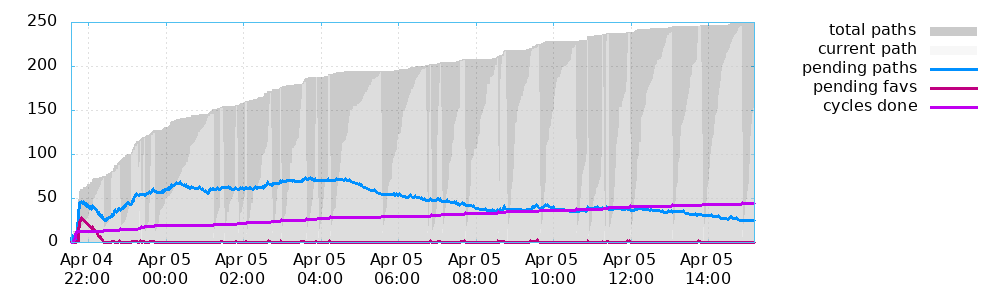 250
200
150
100
50
0
Apr 04 22:00
Apr 05 00:00
Apr 05 02:00
Apr 05 04:00
Apr 05 06:00
Apr 05 08:00
Apr 05 10:00
Apr 05 12:00
Apr 05 14:00
total paths
current path
pending paths
pending favs
cycles done